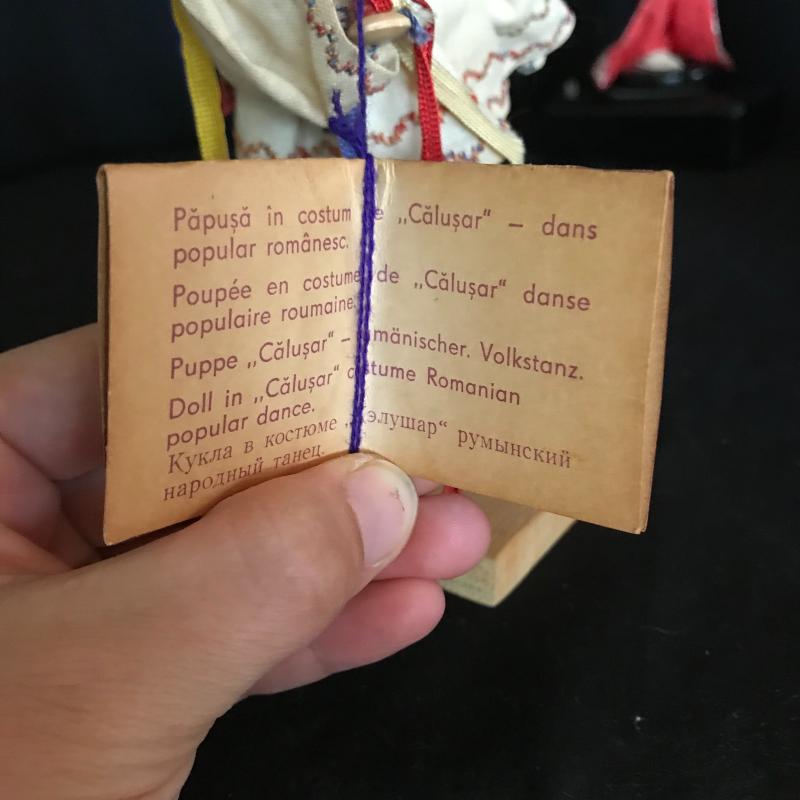 Păpușă în costum de „Călușar“ – dans
popular românesc.
Poupée en costume de „Călușar“ danse
populaire roumaine.
Puppe „Călușar“ – rumänischer. Volkstanz.
Doll in „Călușar“ costume Romanian
popular dance.
Кукла в костюме „Кэлушар“ румынский
народный танец.